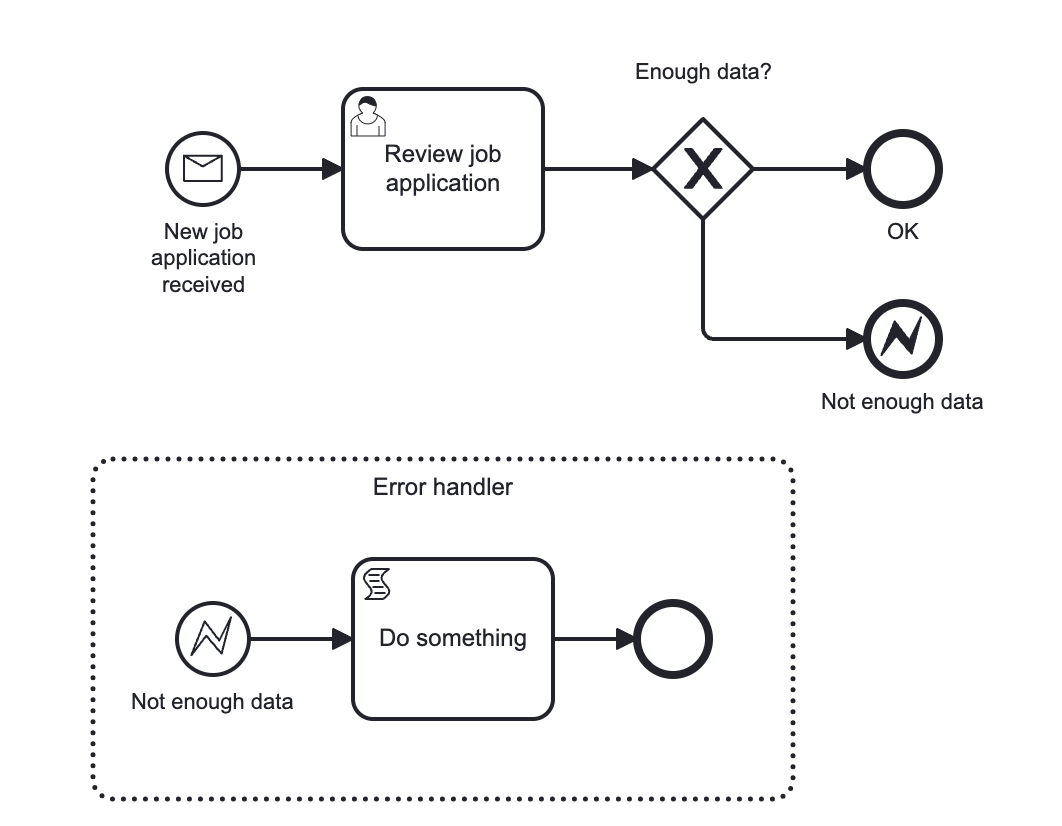 Enough data?
Review job
application
New job
application
received
OK
Not enough data
Error handler
Do something
Not enough data